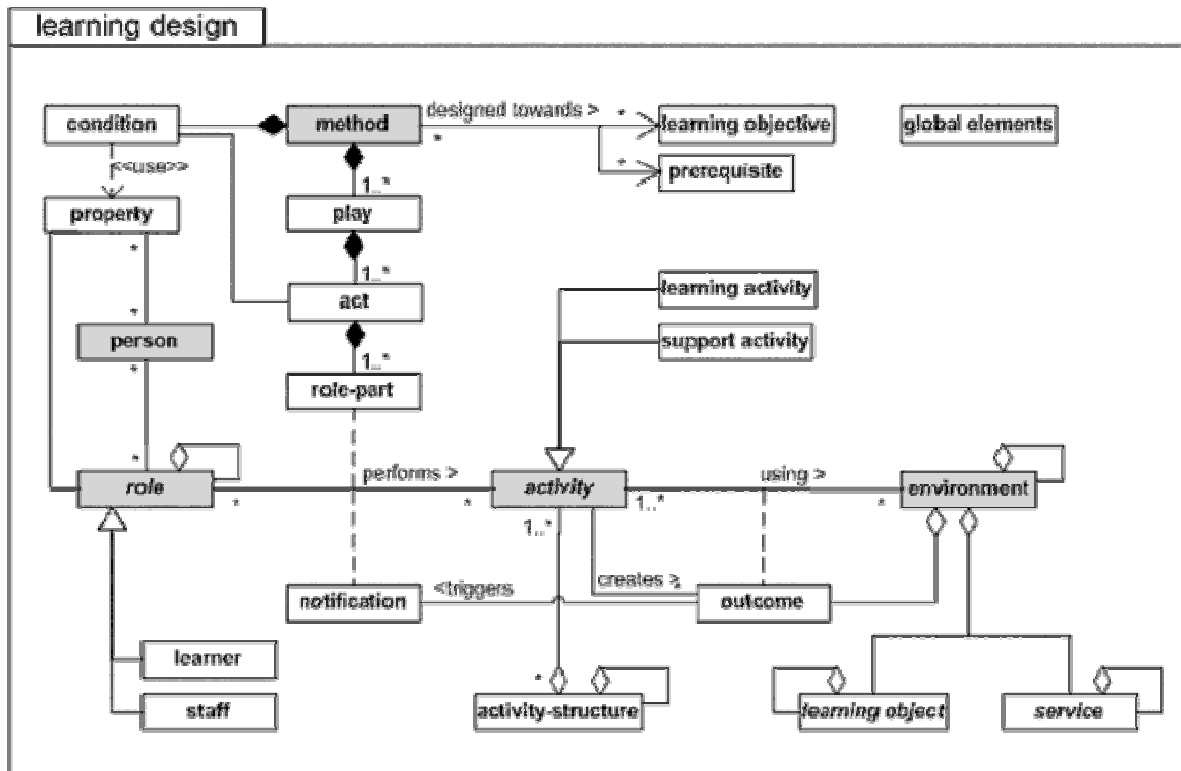 learning design
condition
method
designed towards >
*
*
learning objective
global elements
<<use>>
*
prerequisite
1..*
property
play
*
1..*
learning activity
act
*
person
support activity
*
1..*
role-part
*
performs >
using >
role
activity
environment
*
*
1..*
*
1..*
creates >
<triggers
notification
outcome
learner
*
staff
activity-structure
learning object
service